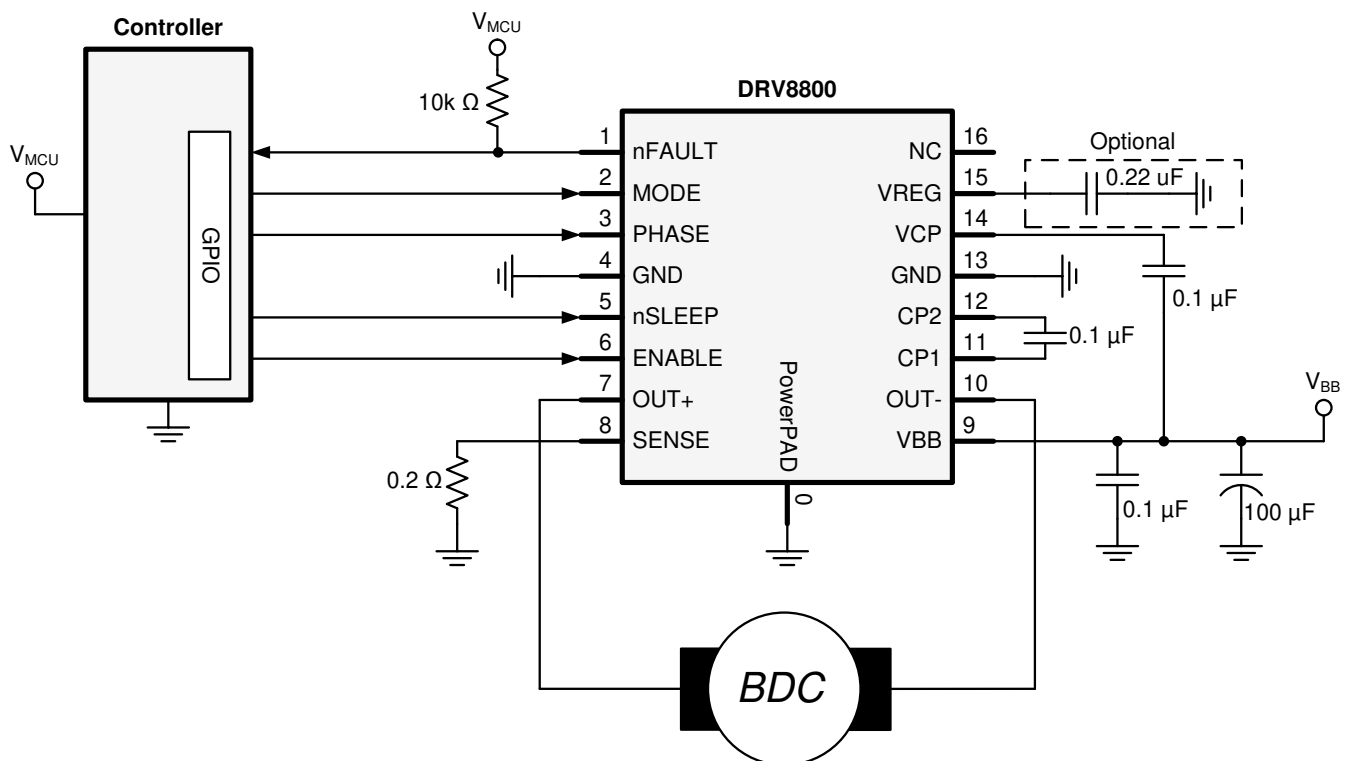 Controller
V_MCU
GPIO
V_MCU
10k Ω
DRV8800
1
nFAULT
2
MODE
3
PHASE
4
GND
5
nSLEEP
6
ENABLE
7
OUT+
8
SENSE
0.2 Ω
PowerPAD
0
16
NC
15
VREG
14
VCP
13
GND
12
CP2
11
CP1
10
OUT-
9
VBB
Optional
0.22 uF
0.1 µF
0.1 µF
V_BB
0.1 µF
100 µF
BDC